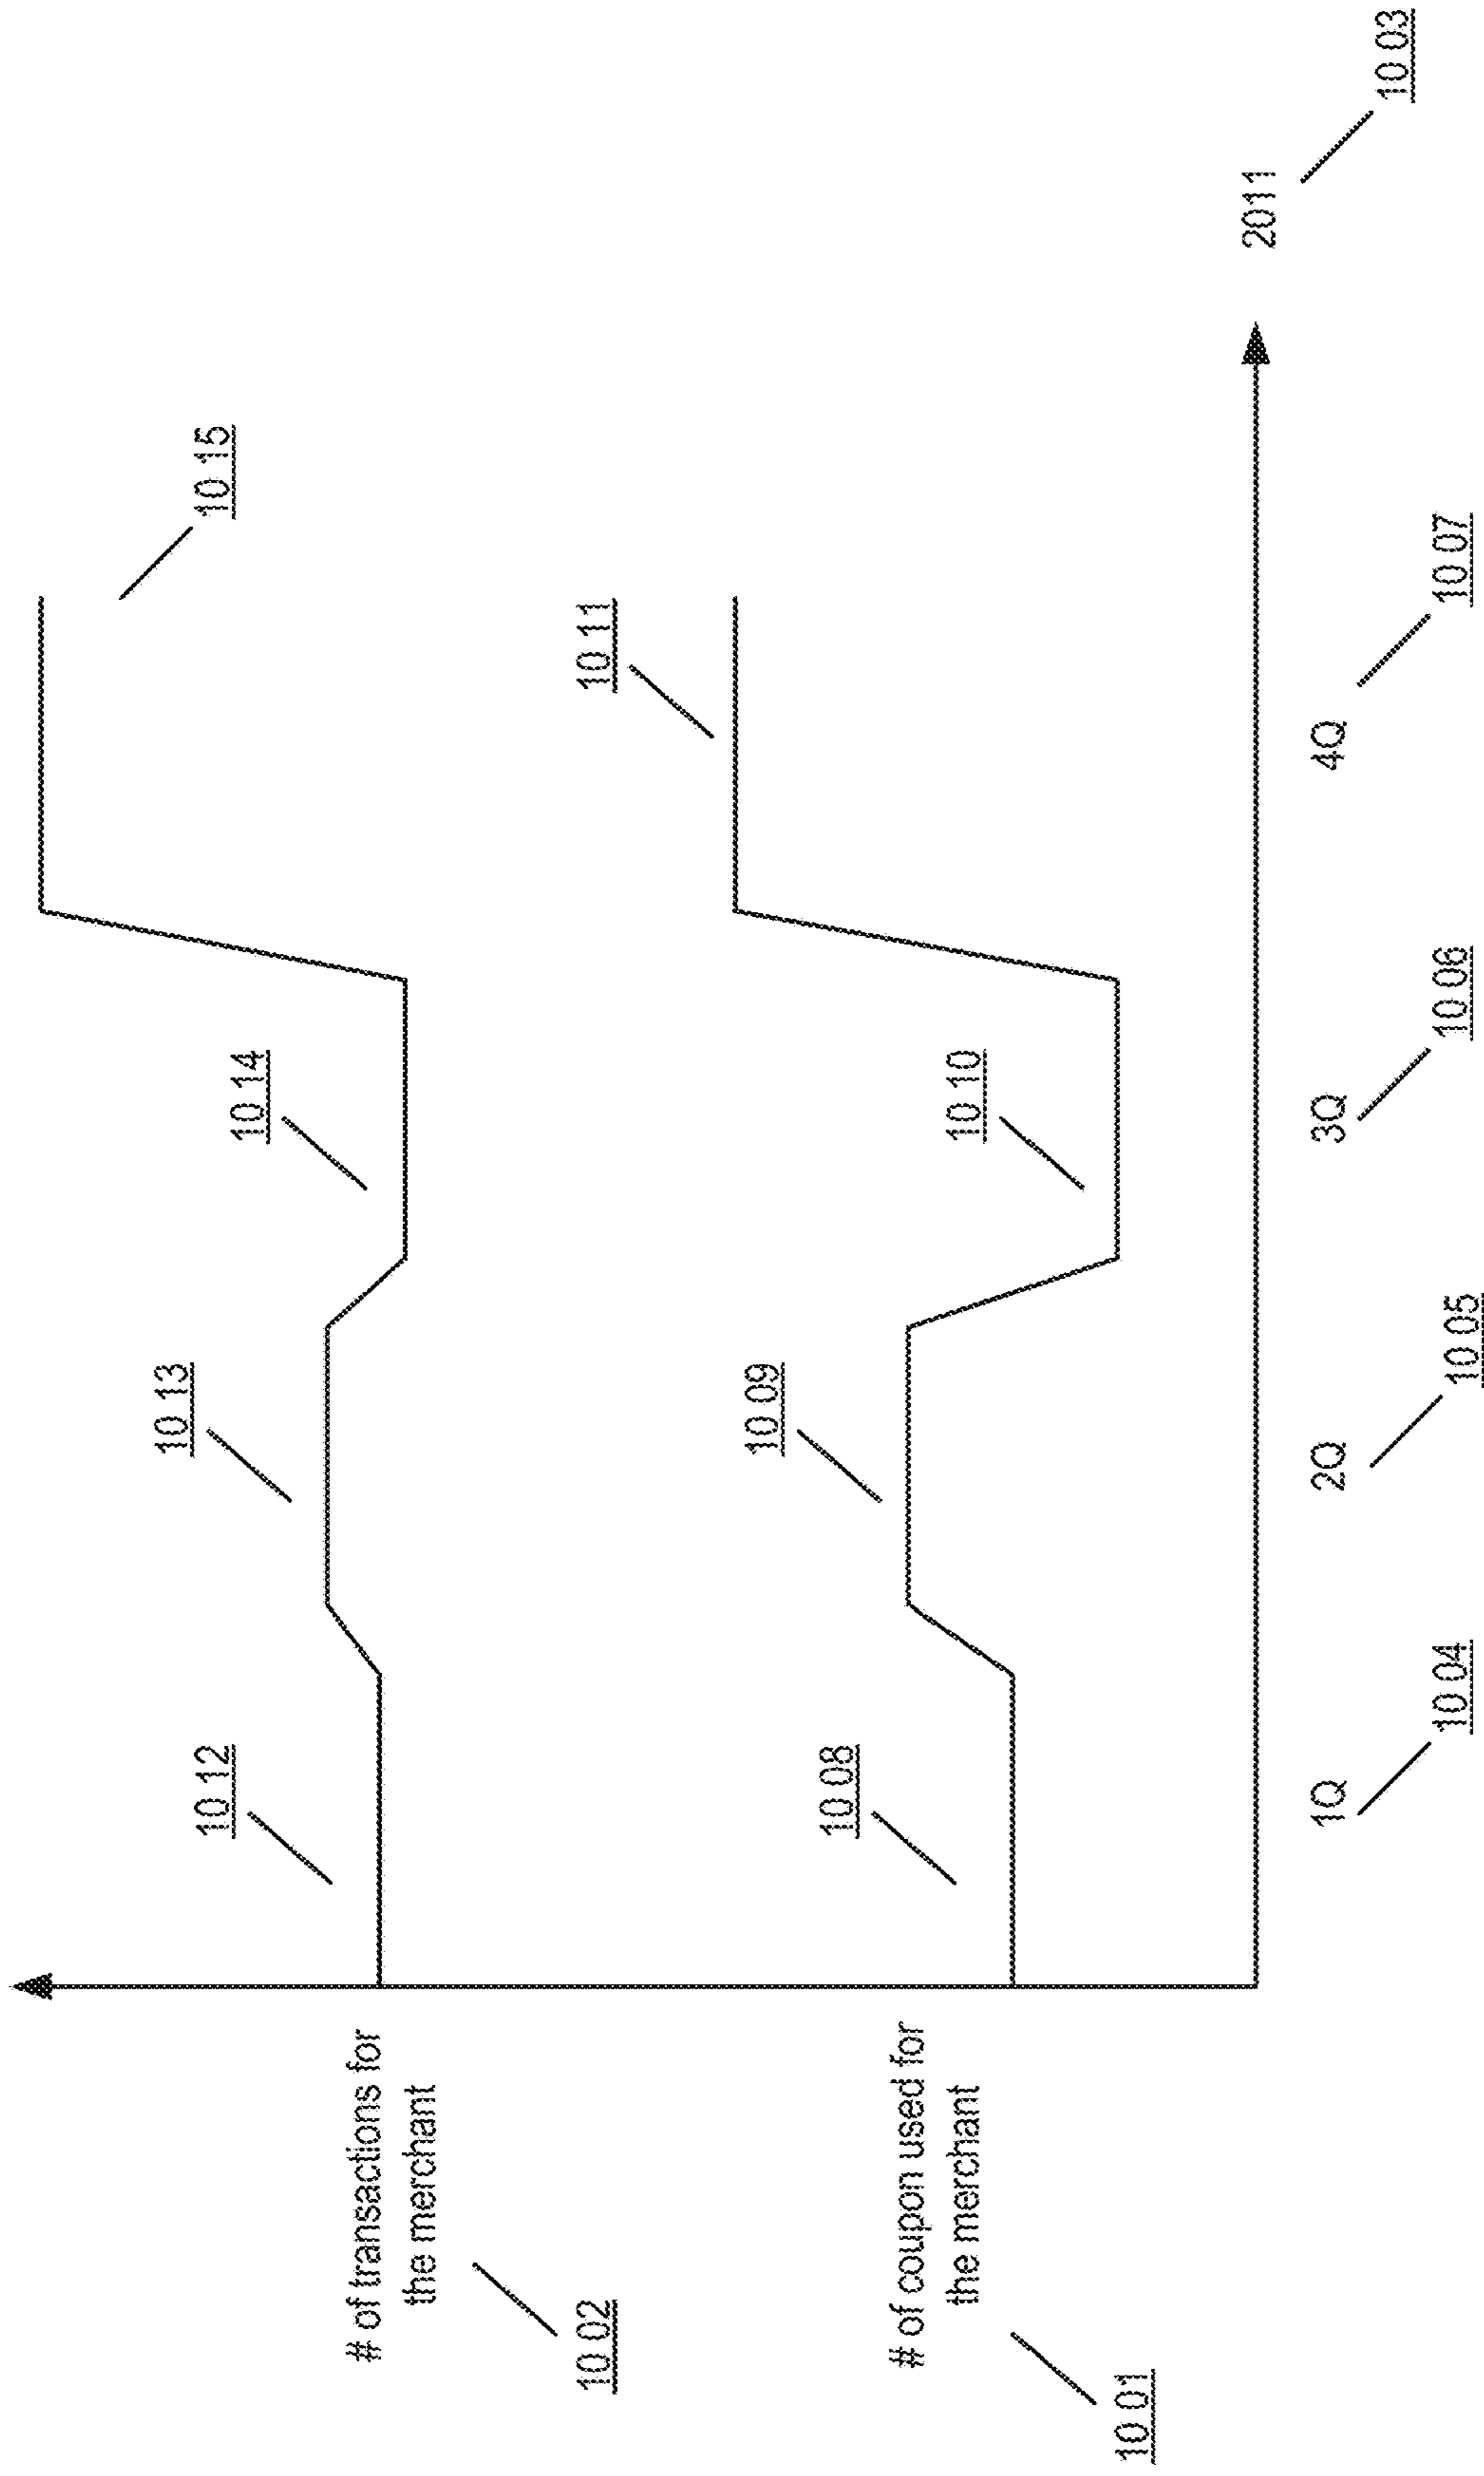 10 15
10 14
10 13
10 12
# of transactions for
the merchant
10 02
10 11
10 10
10 09
10 08
# of coupon used for
the merchant
10 01
2011
10 03
1Q
2Q
3Q
4Q
10 04
10 05
10 06
10 07